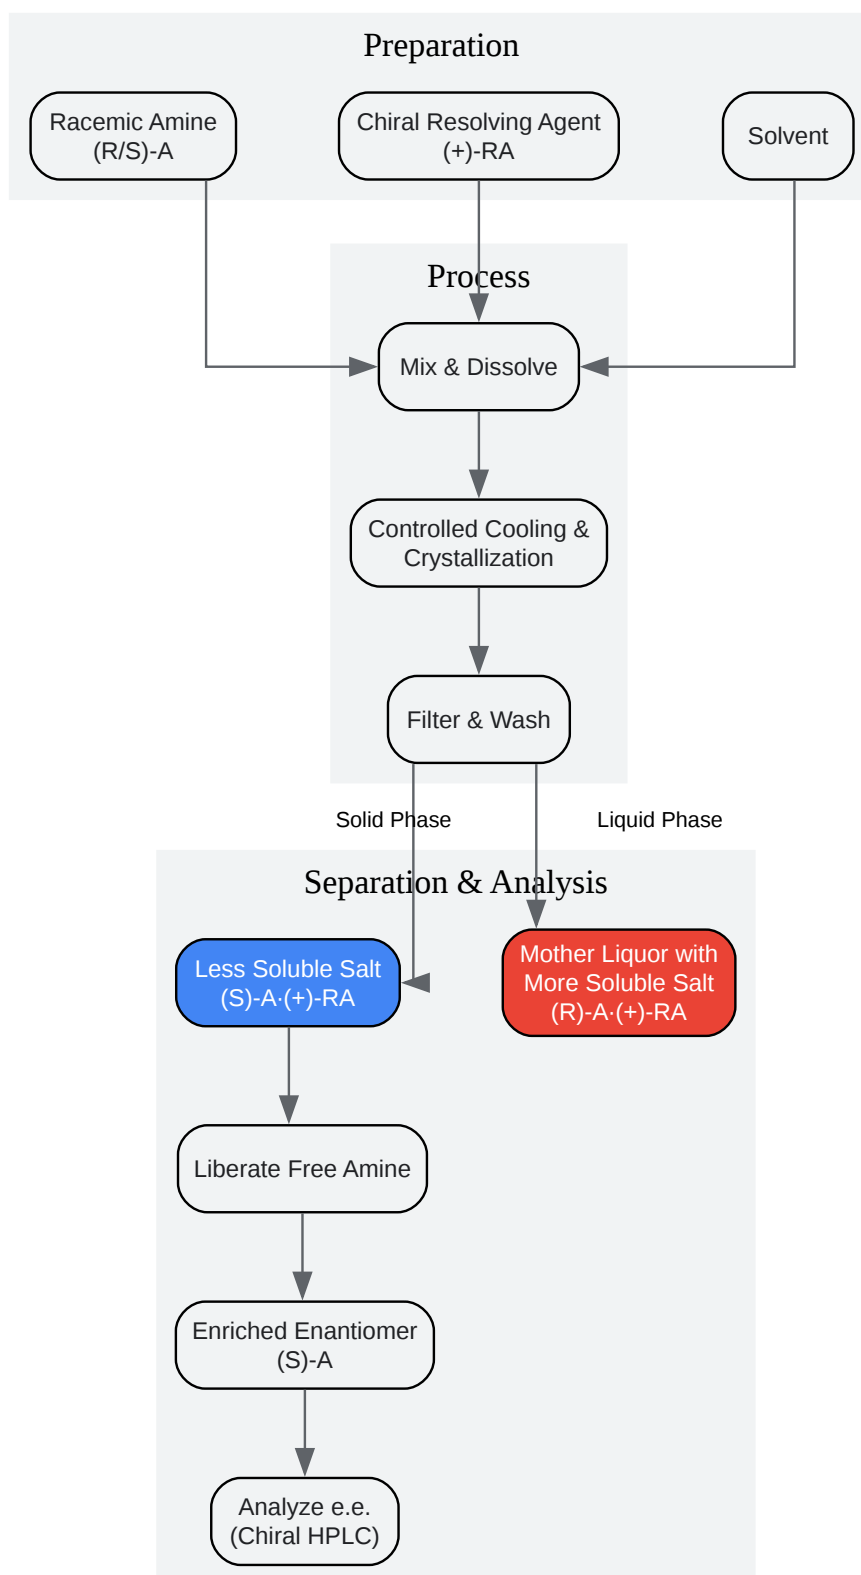 Preparation
Racemic Amine
(R/S)-A
Chiral Resolving Agent
(+)-RA
Solvent
Process
Mix & Dissolve
Controlled Cooling &
Crystallization
Filter & Wash
Solid Phase
Liquid Phase
Separation & Analysis
Less Soluble Salt
(S)-A·(+)-RA
Mother Liquor with
More Soluble Salt
(R)-A·(+)-RA
Liberate Free Amine
Enriched Enantiomer
(S)-A
Analyze e.e.
(Chiral HPLC)